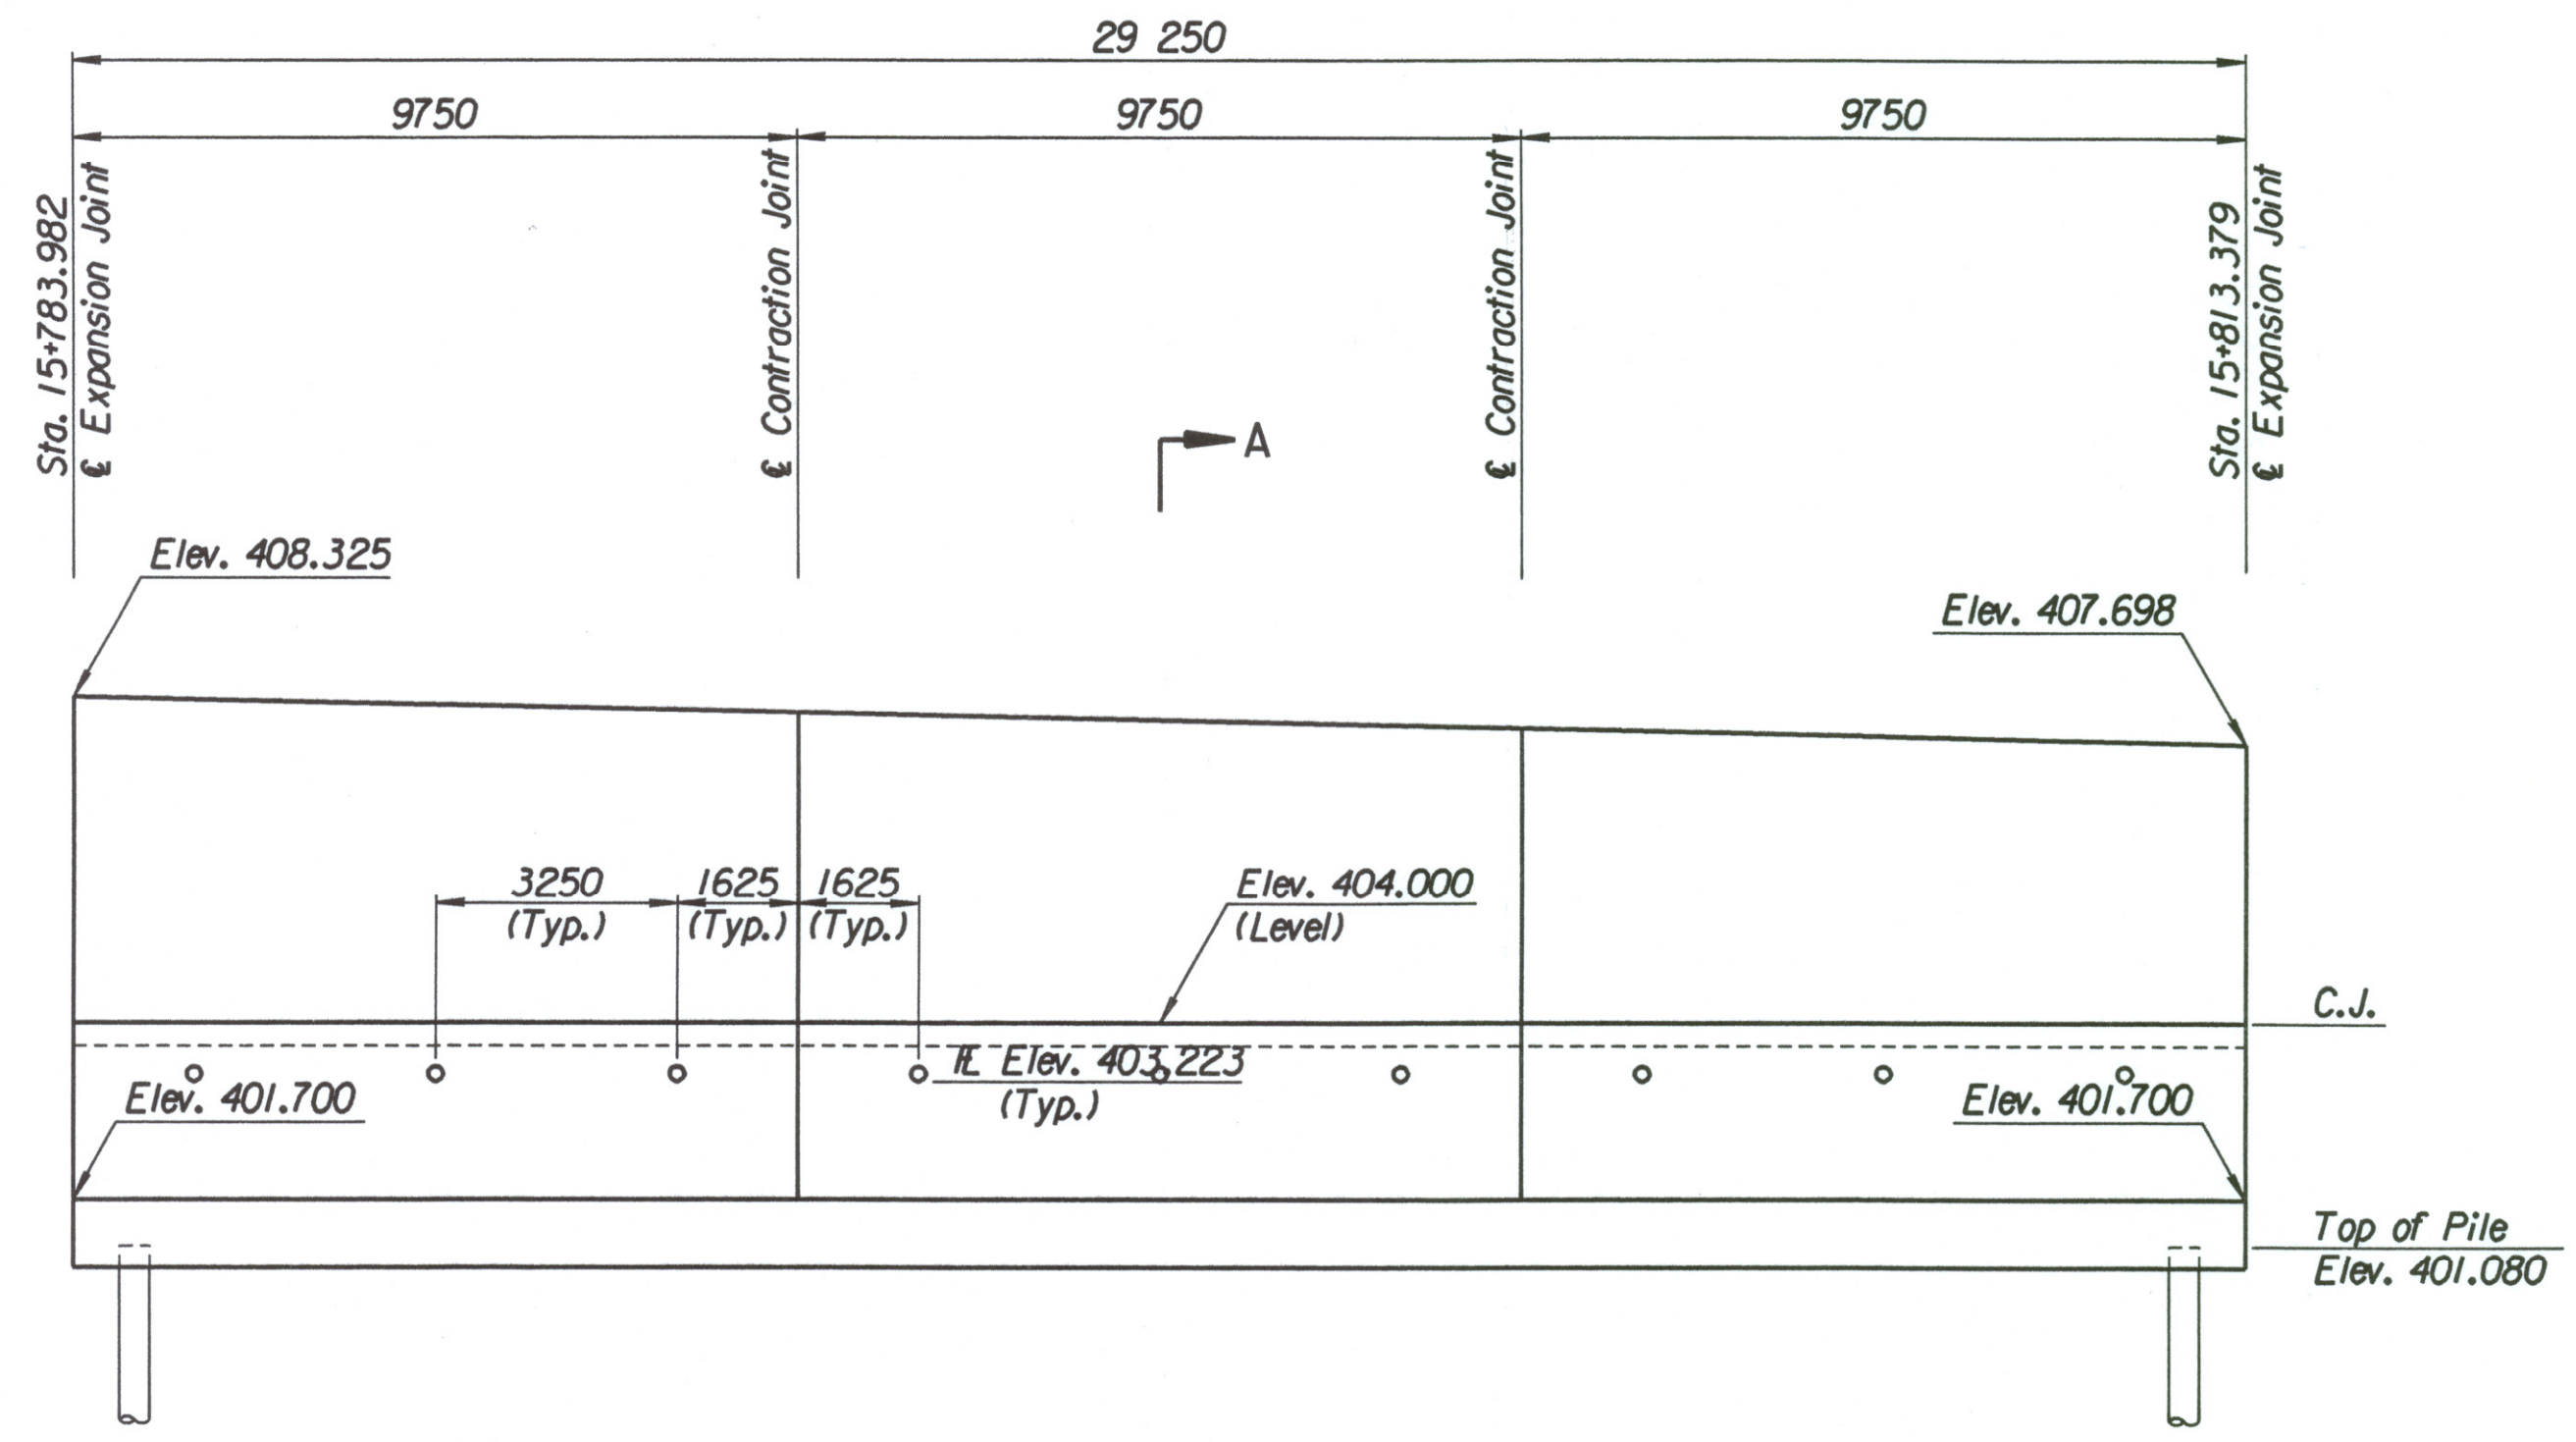 29 250
9750
9750
9750
Sta. 15+783.982
℄ Expansion Joint
℄ Contraction Joint
℄ Contraction Joint
Sta. 15+813.379
℄ Expansion Joint
A
Elev. 408.325
Elev. 407.698
3250
(Typ.)
1625
(Typ.)
1625
(Typ.)
Elev. 404.000
(Level)
C.J.
Elev. 403.223
(Typ.)
Elev. 401.700
Elev. 401.700
Top of Pile
Elev. 401.080